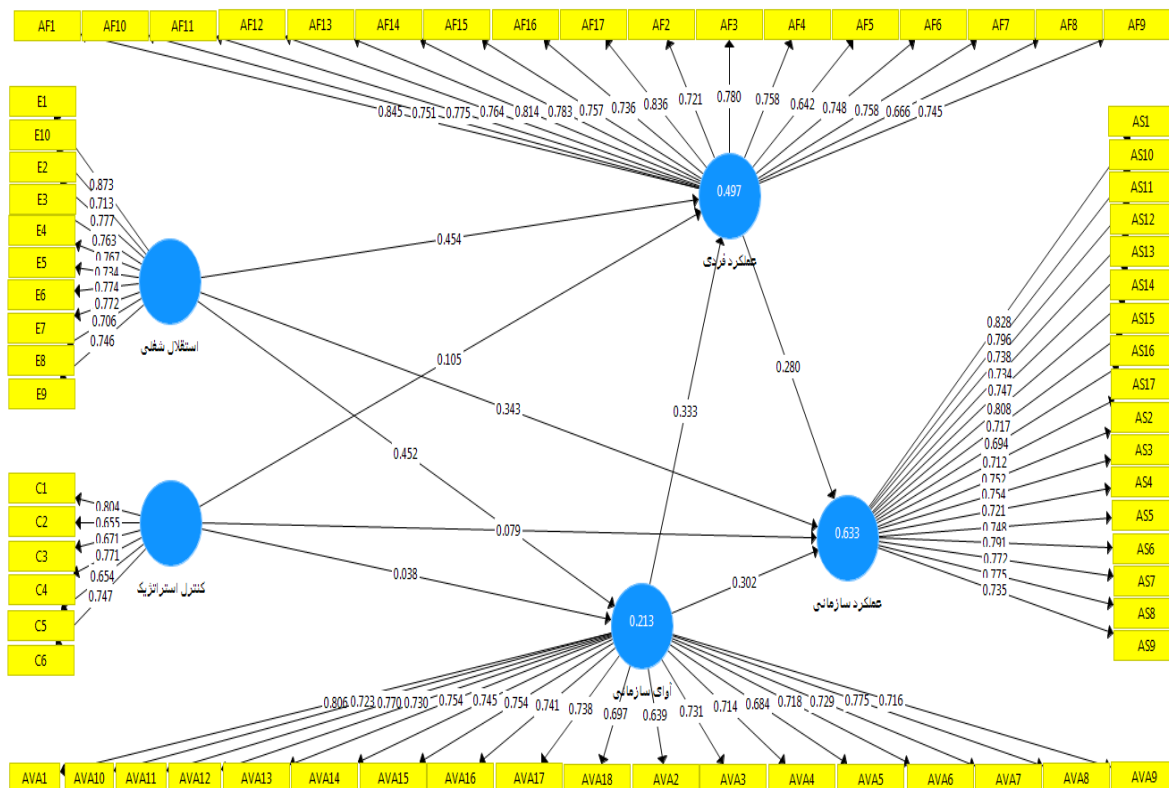 AF1 AF10 AF11 AF12 AF13 AF14 AF15 AF16 AF17 AF2 AF3 AF4 AF5 AF6 AF7 AF8 AF9
0.845 0.751 0.775 0.764 0.814 0.783 0.757 0.736 0.836 0.721 0.780 0.758 0.642 0.748 0.758 0.666 0.745
E1
E10
E2
E3
E4
E5
E6
E7
E8
E9
0.873
0.713
0.777
0.763
0.767
0.734
0.774
0.772
0.706
0.746
استقلال شغلی
0.497
عملکرد فردی
0.454
0.105
0.343
0.452
0.333
0.280
0.079
0.038
0.302
C1
C2
C3
C4
C5
C6
0.804
0.655
0.671
0.771
0.654
0.747
کنترل استراتژیک
0.633
عملکرد سازمانی
AS1
AS10
AS11
AS12
AS13
AS14
AS15
AS16
AS17
AS2
AS3
AS4
AS5
AS6
AS7
AS8
AS9
0.828
0.796
0.738
0.734
0.747
0.808
0.717
0.694
0.712
0.752
0.754
0.721
0.748
0.791
0.772
0.775
0.735
0.213
آوای سازمانی
0.806 0.723 0.770 0.730 0.754 0.745 0.754 0.741 0.738 0.697 0.639 0.731 0.714 0.684 0.718 0.729 0.775 0.716
AVA1 AVA10 AVA11 AVA12 AVA13 AVA14 AVA15 AVA16 AVA17 AVA18 AVA2 AVA3 AVA4 AVA5 AVA6 AVA7 AVA8 AVA9